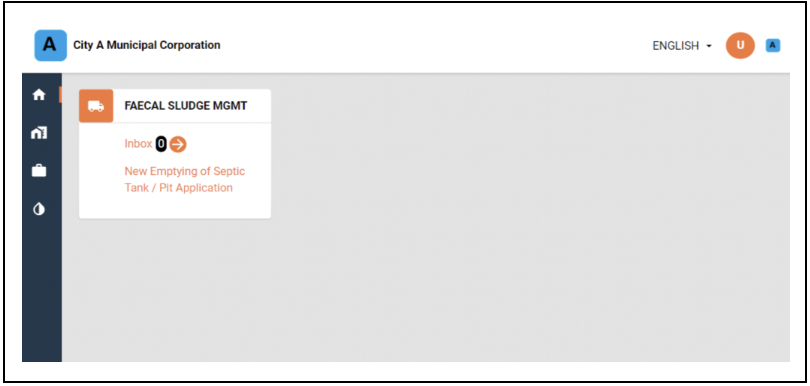 A City A Municipal Corporation ENGLISH U A
FAECAL SLUDGE MGMT
Inbox 0
New Emptying of Septic
Tank / Pit Application